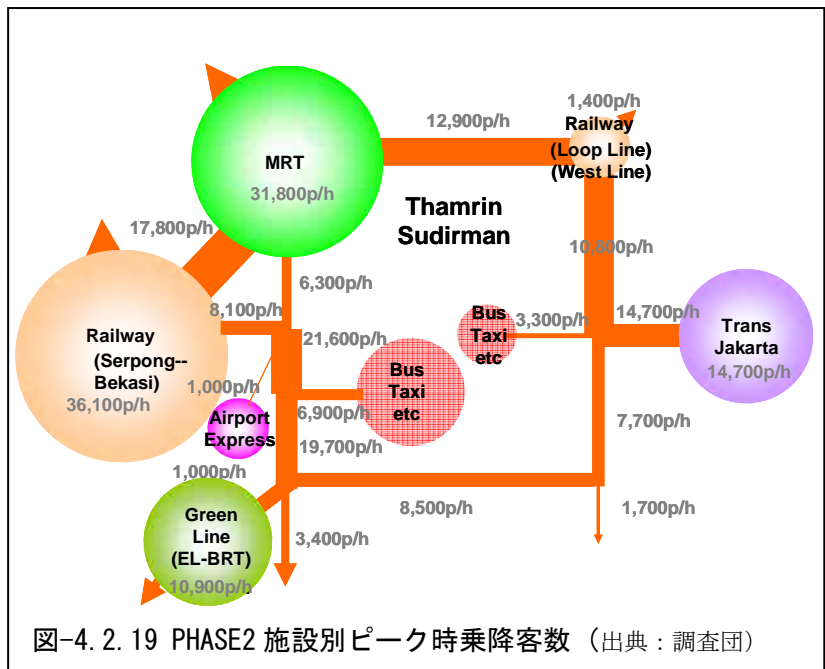 1,400p/h
12,900p/h
Railway
(Loop Line)
(West Line)
MRT
31,800p/h
Thamrin
Sudirman
17,800p/h
10,800p/h
6,300p/h
8,100p/h
Railway
(Serpong--
Bekasi)
36,100p/h
21,600p/h
Bus
Taxi
etc
3,300p/h
14,700p/h
Trans
Jakarta
14,700p/h
Bus
Taxi
etc
1,000p/h
6,900p/h
Airport
Express
19,700p/h
7,700p/h
1,000p/h
8,500p/h
1,700p/h
Green
Line
(EL-BRT)
10,900p/h
3,400p/h
図-4.2.19 PHASE2 施設別ピーク時乗降客数 (出典：調査団)